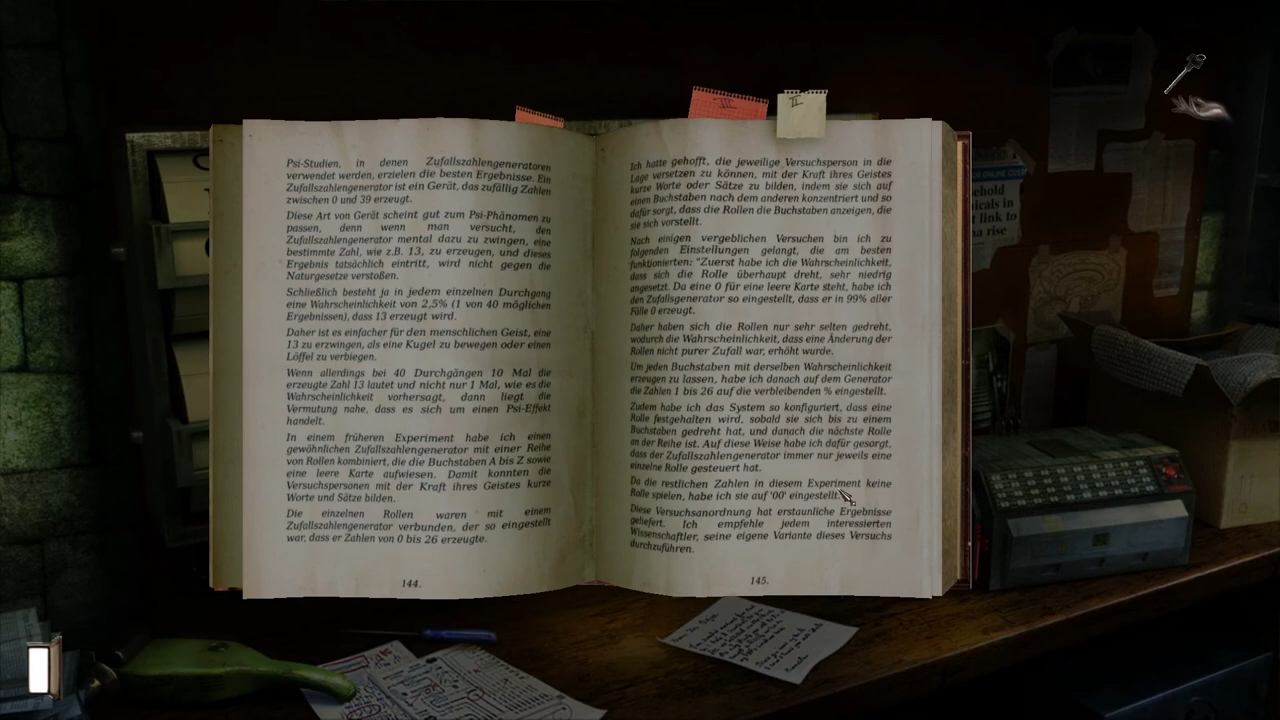 III
II
Psi-Studien, in denen Zufallszahlengeneratoren
verwendet werden, erzielen die besten Ergebnisse. Ein
Zufallszahlengenerator ist ein Gerät, das zufällig Zahlen
zwischen 0 und 39 erzeugt.
Diese Art von Gerät scheint gut zum Psi-Phänomen zu
passen, denn wenn man versucht, den
Zufallszahlengenerator mental dazu zu zwingen, eine
bestimmte Zahl, wie z.B. 13, zu erzeugen, und dieses
Ergebnis tatsächlich eintritt, wird nicht gegen die
Naturgesetze verstoßen.
Schließlich besteht ja in jedem einzelnen Durchgang
eine Wahrscheinlichkeit von 2,5% (1 von 40 möglichen
Ergebnissen), dass 13 erzeugt wird.
Daher ist es einfacher für den menschlichen Geist, eine
13 zu erzwingen, als eine Kugel zu bewegen oder einen
Löffel zu verbiegen.
Wenn allerdings bei 40 Durchgängen 10 Mal die
erzeugte Zahl 13 lautet und nicht nur 1 Mal, wie es die
Wahrscheinlichkeit vorhersagt, dann liegt die
Vermutung nahe, dass es sich um einen Psi-Effekt
handelt.
In einem früheren Experiment habe ich einen
gewöhnlichen Zufallszahlengenerator mit einer Reihe
von Rollen kombiniert, die die Buchstaben A bis Z sowie
eine leere Karte aufwiesen. Damit konnten die
Versuchspersonen mit der Kraft ihres Geistes kurze
Worte und Sätze bilden.
Die einzelnen Rollen waren mit einem
Zufallszahlengenerator verbunden, der so eingestellt
war, dass er Zahlen von 0 bis 26 erzeugte.
144.
Ich hatte gehofft, die jeweilige Versuchsperson in die
Lage versetzen zu können, mit der Kraft ihres Geistes
kurze Worte oder Sätze zu bilden, indem sie sich auf
einen Buchstaben nach dem anderen konzentriert und so
dafür sorgt, dass die Rollen die Buchstaben anzeigen, die
sie sich vorstellt.
Nach einigen vergeblichen Versuchen bin ich zu
folgenden Einstellungen gelangt, die am besten
funktionierten: "Zuerst habe ich die Wahrscheinlichkeit,
dass sich die Rolle überhaupt dreht, sehr niedrig
angesetzt. Da eine 0 für eine leere Karte steht, habe ich
den Zufallsgenerator so eingestellt, dass er in 99% aller
Fälle 0 erzeugt.
Daher haben sich die Rollen nur sehr selten gedreht,
wodurch die Wahrscheinlichkeit, dass eine Änderung der
Rollen nicht purer Zufall war, erhöht wurde.
Um jeden Buchstaben mit derselben Wahrscheinlichkeit
erzeugen zu lassen, habe ich danach auf dem Generator
die Zahlen 1 bis 26 auf die verbleibenden % eingestellt.
Zudem habe ich das System so konfiguriert, dass eine
Rolle festgehalten wird, sobald sie sich bis zu einem
Buchstaben gedreht hat, und danach die nächste Rolle
an der Reihe ist. Auf diese Weise habe ich dafür gesorgt,
dass der Zufallszahlengenerator immer nur jeweils eine
einzelne Rolle gesteuert hat.
Da die restlichen Zahlen in diesem Experiment keine
Rolle spielen, habe ich sie auf '00' eingestellt.
Diese Versuchsanordnung hat erstaunliche Ergebnisse
geliefert. Ich empfehle jedem interessierten
Wissenschaftler, seine eigene Variante dieses Versuchs
durchzuführen.
145.